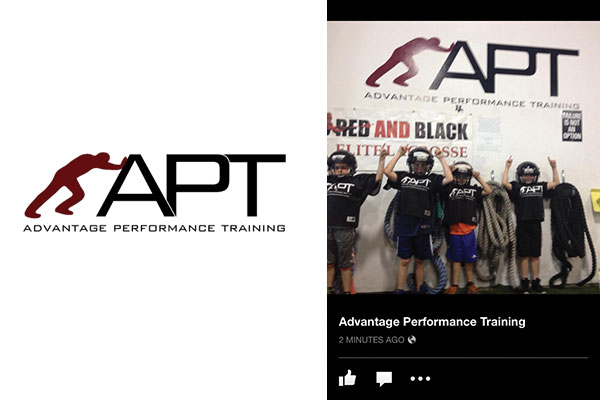 APT
ADVANTAGE PERFORMANCE TRAINING
APT
ADVANTAGE PERFORMANCE TRAINING
FAILURE
IS NOT
AN
OPTION
RED AND BLACK
ELITE LACROSSE
APT
APT
APT
APT
Advantage Performance Training
2 MINUTES AGO